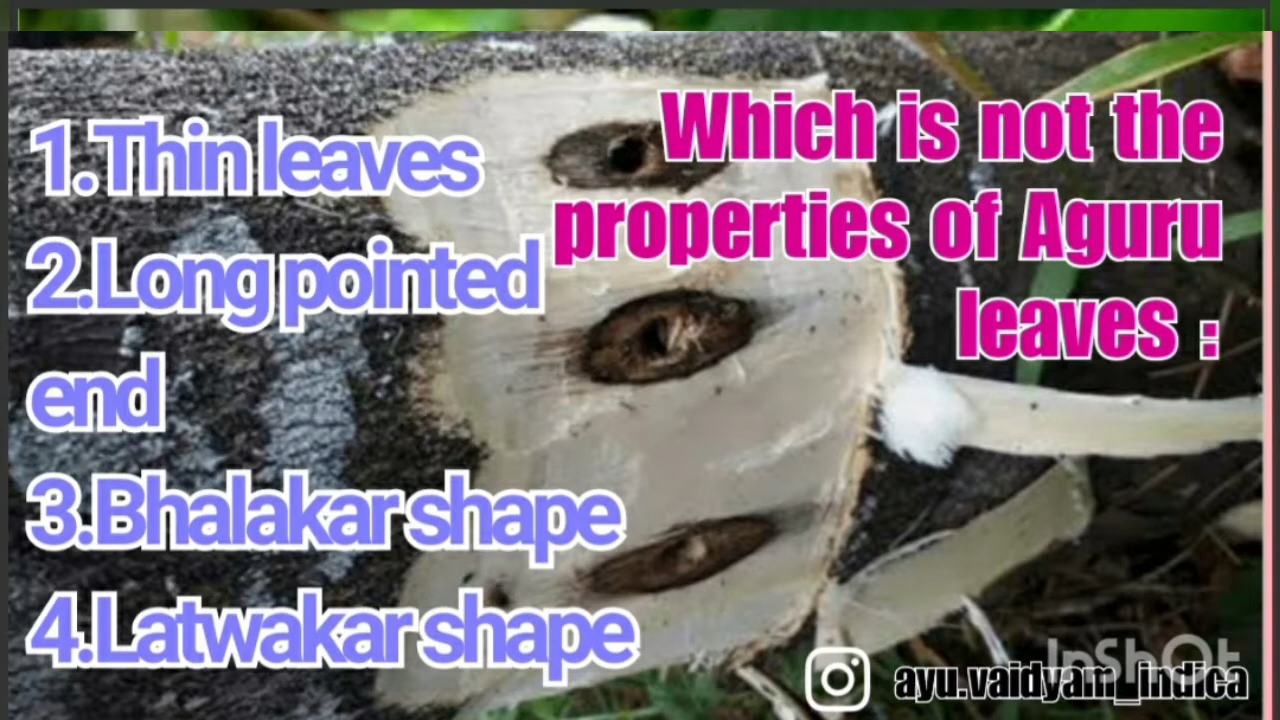 Which is not the
properties of Aguru
leaves :
1.Thin leaves
2.Long pointed
end
3.Bhalakar shape
4.Latwakar shape
InShOt
ayu.vaidyam_indica